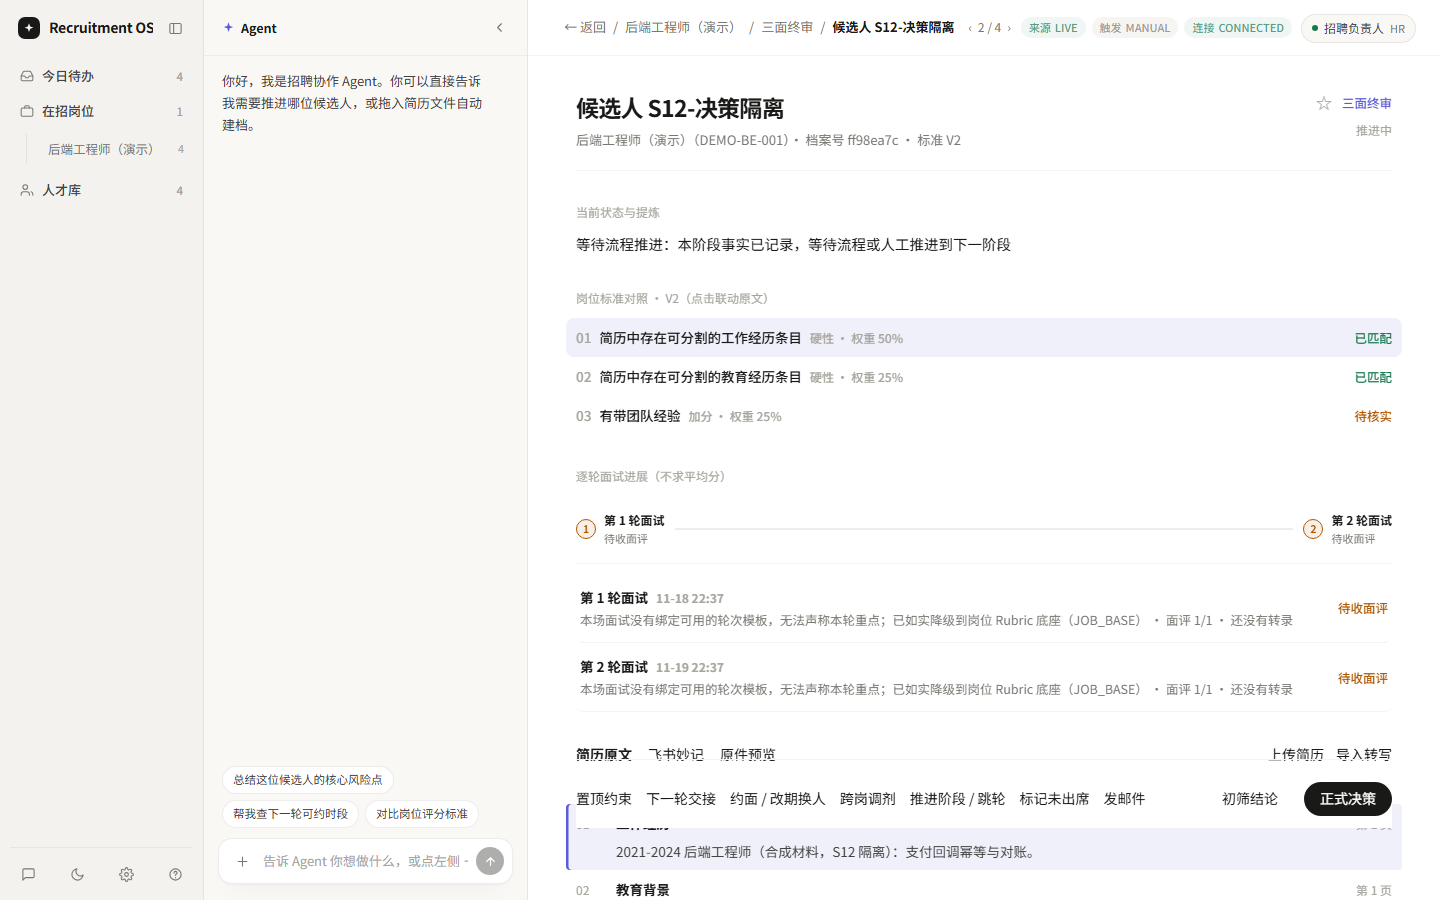 Recruitment OS
今日待办 4
在招岗位 1
后端工程师（演示） 4
人才库 4
Agent
你好，我是招聘协作 Agent。你可以直接告诉
我需要推进哪位候选人，或拖入简历文件自动
建档。
总结这位候选人的核心风险点
帮我查下一轮可约时段
对比岗位评分标准
告诉 Agent 你想做什么，或点左侧 -
← 返回 / 后端工程师（演示） / 三面终审 / 候选人 S12-决策隔离 ‹ 2 / 4 › 来源 LIVE 触发 MANUAL 连接 CONNECTED 招聘负责人 HR
候选人 S12-决策隔离
三面终审
后端工程师（演示）（DEMO-BE-001）· 档案号 ff98ea7c · 标准 V2
推进中
当前状态与提炼
等待流程推进：本阶段事实已记录，等待流程或人工推进到下一阶段
岗位标准对照 · V2（点击联动原文）
01 简历中存在可分割的工作经历条目 硬性 · 权重 50% 已匹配
02 简历中存在可分割的教育经历条目 硬性 · 权重 25% 已匹配
03 有带团队经验 加分 · 权重 25% 待核实
逐轮面试进展（不求平均分）
1 第 1 轮面试 待收面评
2 第 2 轮面试 待收面评
第 1 轮面试 11-18 22:37
本场面试没有绑定可用的轮次模板，无法声称本轮重点；已如实降级到岗位 Rubric 底座（JOB_BASE） · 面评 1/1 · 还没有转录
待收面评
第 2 轮面试 11-19 22:37
本场面试没有绑定可用的轮次模板，无法声称本轮重点；已如实降级到岗位 Rubric 底座（JOB_BASE） · 面评 1/1 · 还没有转录
待收面评
简历原文 飞书妙记 原件预览 上传简历 导入转写
置顶约束 下一轮交接 约面 / 改期换人 跨岗调剂 推进阶段 / 跳轮 标记未出席 发邮件 初筛结论 正式决策
2021-2024 后端工程师（合成材料，S12 隔离）：支付回调幂等与对账。
02 教育背景 第 1 页